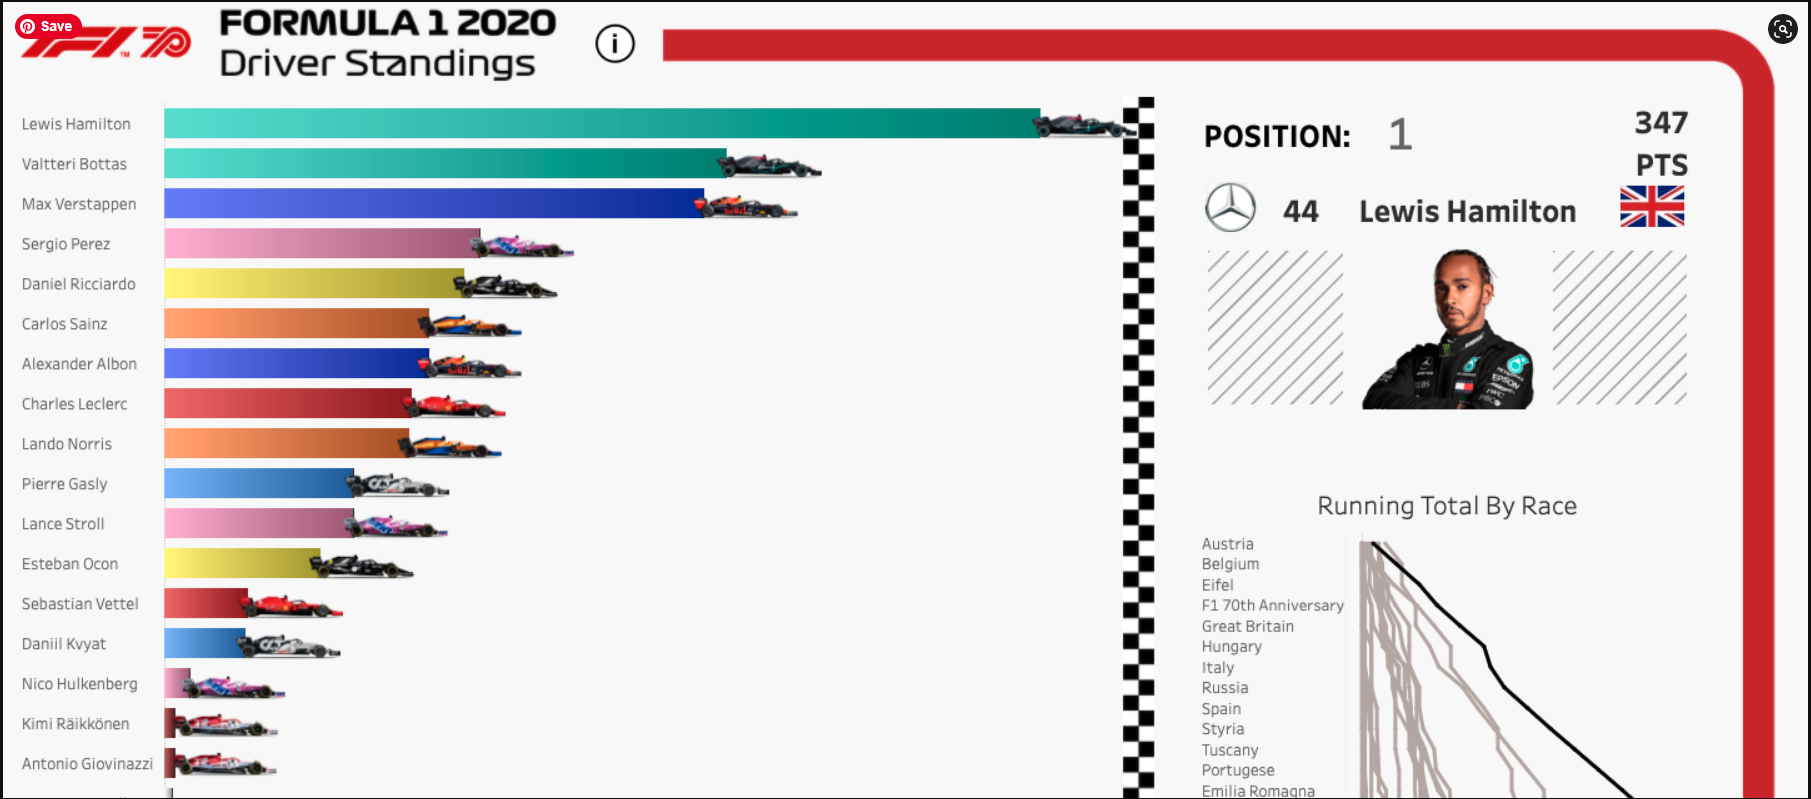 Save
F1 70
FORMULA 1 2020
Driver Standings
i
Lewis Hamilton
Valtteri Bottas
Max Verstappen
Sergio Perez
Daniel Ricciardo
Carlos Sainz
Alexander Albon
Charles Leclerc
Lando Norris
Pierre Gasly
Lance Stroll
Esteban Ocon
Sebastian Vettel
Daniil Kvyat
Nico Hulkenberg
Kimi Räikkönen
Antonio Giovinazzi
POSITION: 1
347
PTS
44 Lewis Hamilton
EPSON
Running Total By Race
Austria
Belgium
Eifel
F1 70th Anniversary
Great Britain
Hungary
Italy
Russia
Spain
Styria
Tuscany
Portugese
Emilia Romagna